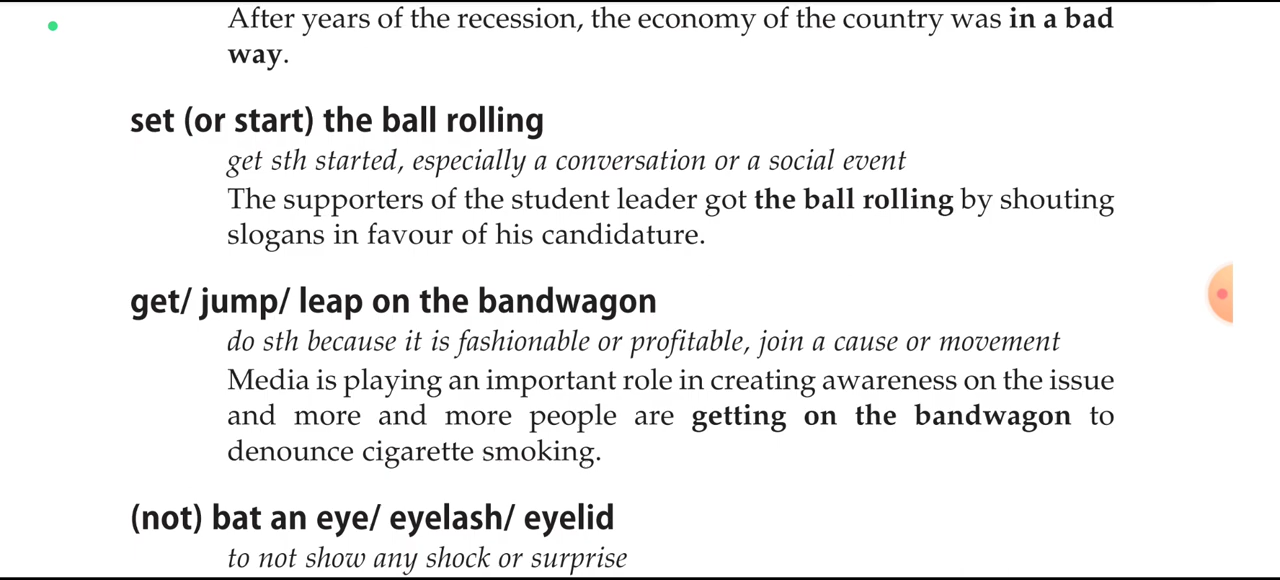 After years of the recession, the economy of the country was in a bad
way.
set (or start) the ball rolling
get sth started, especially a conversation or a social event
The supporters of the student leader got the ball rolling by shouting
slogans in favour of his candidature.
get/ jump/ leap on the bandwagon
do sth because it is fashionable or profitable, join a cause or movement
Media is playing an important role in creating awareness on the issue
and more and more people are getting on the bandwagon to
denounce cigarette smoking.
(not) bat an eye/ eyelash/ eyelid
to not show any shock or surprise